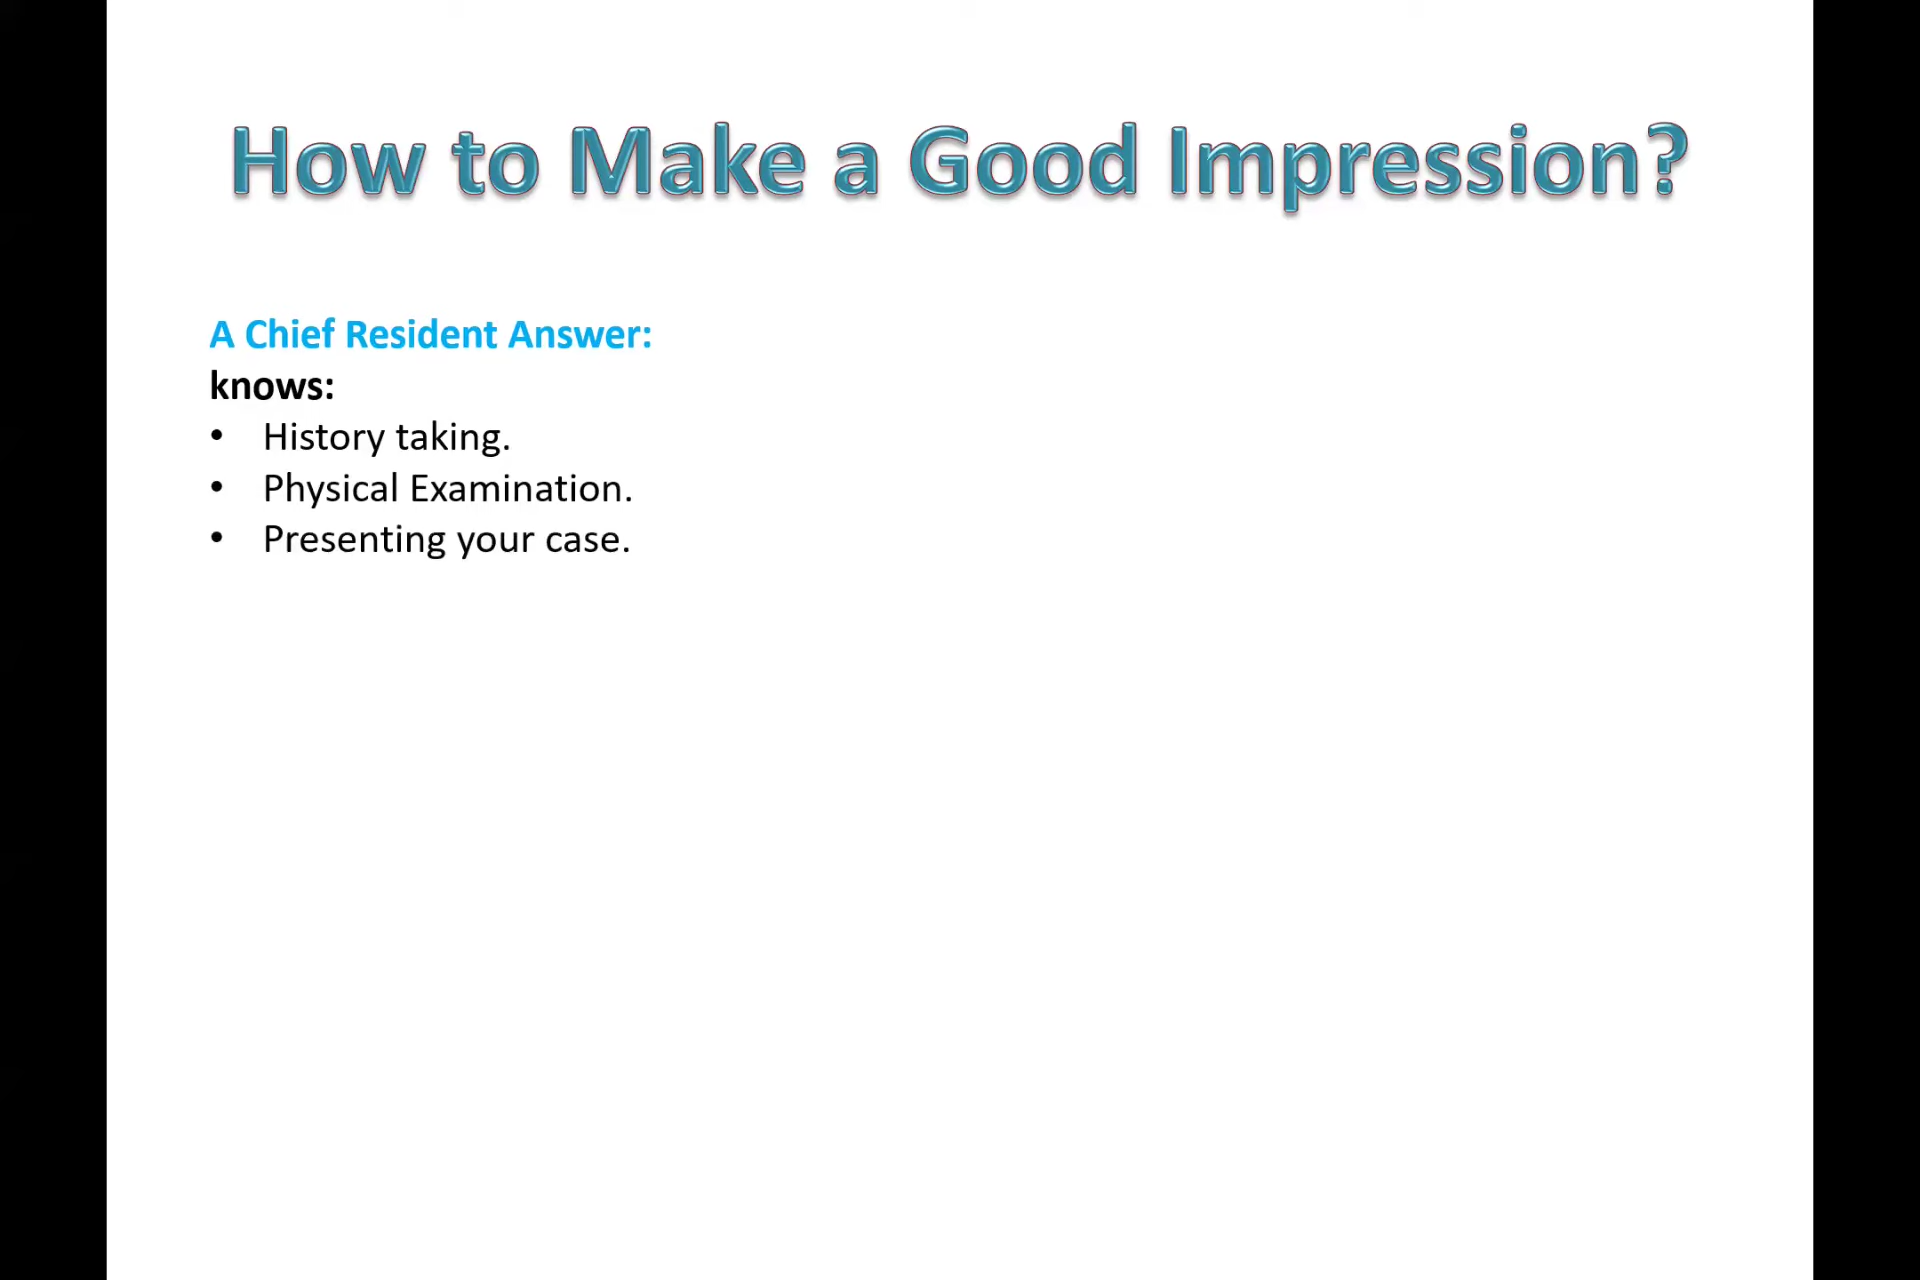 How to Make a Good Impression?
A Chief Resident Answer:
knows:
• History taking.
• Physical Examination.
• Presenting your case.